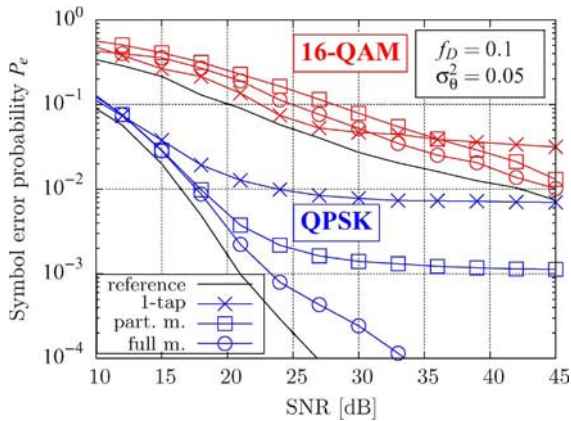 10^0
10^-1
10^-2
10^-3
10^-4
Symbol error probability P_e
16-QAM
f_D = 0.1
σ_θ^2 = 0.05
QPSK
reference
1-tap
part. m.
full m.
10 15 20 25 30 35 40 45
SNR [dB]